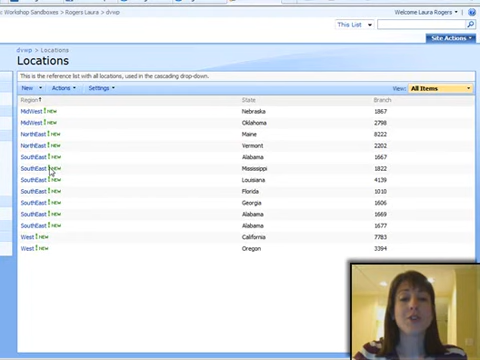 Workshop Sandboxes > Rogers Laura > dvwp
Welcome Laura Rogers
This List
Site Actions
dvwp > Locations
Locations
This is the reference list with all locations, used in the cascading drop-down.
New Actions Settings View: All Items
Region State Branch
MidWest NEW Nebraska 1867
MidWest NEW Oklahoma 2798
NorthEast NEW Maine 8222
NorthEast NEW Vermont 2202
SouthEast NEW Alabama 1667
SouthEast NEW Mississippi 1822
SouthEast NEW Louisiana 4139
SouthEast NEW Florida 1010
SouthEast NEW Georgia 1606
SouthEast NEW Alabama 1669
SouthEast NEW Alabama 1677
West NEW California 7783
West NEW Oregon 3394